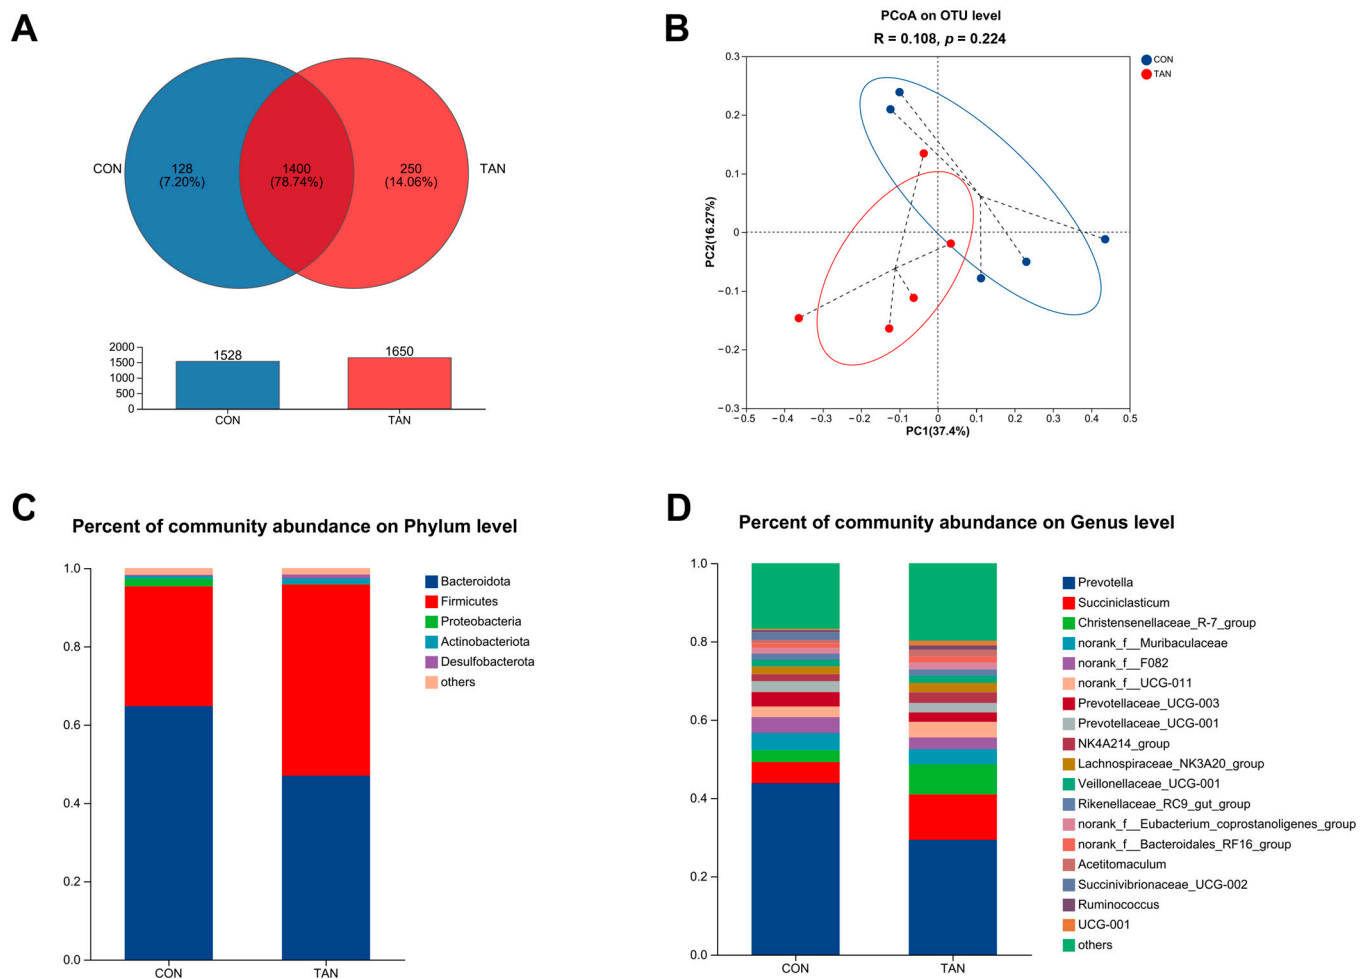 A
CON
128
(7.20%)
1400
(78.74%)
250
(14.06%)
TAN
2000
1500
1000
500
0
1528
1650
CON
TAN
B
PCoA on OTU level
R = 0.108, p = 0.224
CON
TAN
PC2(16.27%)
0.3
0.2
0.1
0
−0.1
−0.2
−0.3
−0.5
−0.4
−0.3
−0.2
−0.1
0
0.1
0.2
0.3
0.4
0.5
PC1(37.4%)
C
Percent of community abundance on Phylum level
1.0
0.8
0.6
0.4
0.2
0.0
CON
TAN
Bacteroidota
Firmicutes
Proteobacteria
Actinobacteriota
Desulfobacterota
others
D
Percent of community abundance on Genus level
1.0
0.8
0.6
0.4
0.2
0.0
CON
TAN
Prevotella
Succiniclasticum
Christensenellaceae_R-7_group
norank_f__Muribaculaceae
norank_f__F082
norank_f__UCG-011
Prevotellaceae_UCG-003
Prevotellaceae_UCG-001
NK4A214_group
Lachnospiraceae_NK3A20_group
Veillonellaceae_UCG-001
Rikenellaceae_RC9_gut_group
norank_f__Eubacterium_coprostanoligenes_group
norank_f__Bacteroidales_RF16_group
Acetitomaculum
Succinivibrionaceae_UCG-002
Ruminococcus
UCG-001
others